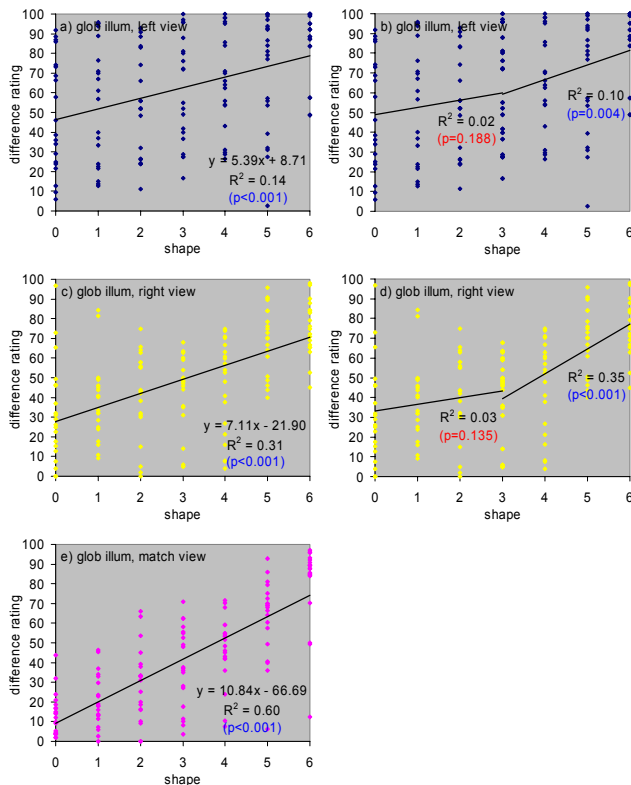 a) glob illum, left view
difference rating
100
90
80
70
60
50
40
30
20
10
0
y = 5.39x + 8.71
R² = 0.14
(p<0.001)
0 1 2 3 4 5 6
shape
b) glob illum, left view
difference rating
100
90
80
70
60
50
40
30
20
10
0
R² = 0.02
(p=0.188)
R² = 0.10
(p=0.004)
0 1 2 3 4 5 6
shape
c) glob illum, right view
difference rating
100
90
80
70
60
50
40
30
20
10
0
y = 7.11x - 21.90
R² = 0.31
(p<0.001)
0 1 2 3 4 5 6
shape
d) glob illum, right view
difference rating
100
90
80
70
60
50
40
30
20
10
0
R² = 0.03
(p=0.135)
R² = 0.35
(p<0.001)
0 1 2 3 4 5 6
shape
e) glob illum, match view
difference rating
100
90
80
70
60
50
40
30
20
10
0
y = 10.84x - 66.69
R² = 0.60
(p<0.001)
0 1 2 3 4 5 6
shape